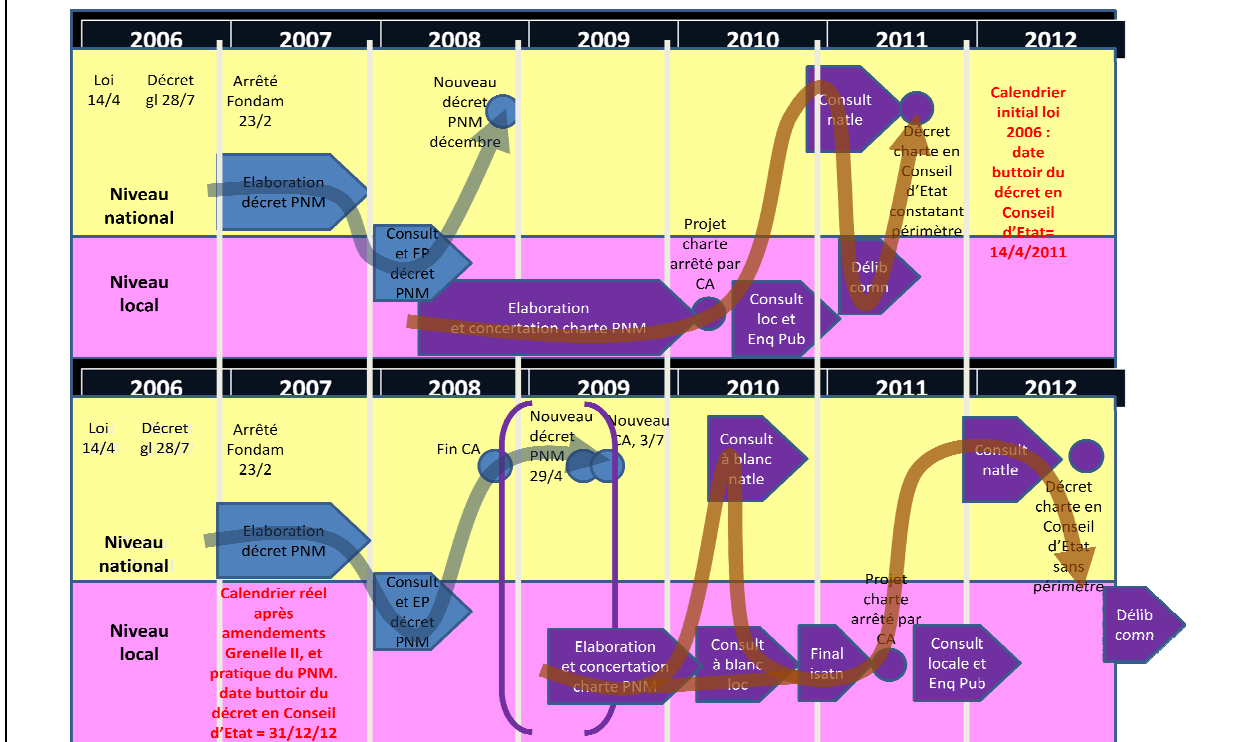 2006 2007 2008 2009 2010 2011 2012
Loi
14/4
Décret
gl 28/7
Arrêté
Fondam
23/2
Nouveau
décret
PNM
décembre
Consult
natle
Décret
charte en
Conseil
d’Etat
constatant
périmètre
Calendrier
initial loi
2006 :
date
buttoir du
décret en
Conseil
d’Etat=
14/4/2011
Niveau
national
Elaboration
décret PNM
Consult
et EP
décret
PNM
Projet
charte
arrêté par
CA
Niveau
local
Elaboration
et concertation charte PNM
Consult
loc et
Enq Pub
Délib
comn
2006 2007 2008 2009 2010 2011 2012
Loi
14/4
Décret
gl 28/7
Arrêté
Fondam
23/2
Fin CA
Nouveau
décret
PNM
29/4
Nouveau
CA, 3/7
Consult
à blanc
natle
Consult
natle
Décret
charte en
Conseil
d’Etat
sans
périmètre
Niveau
national
Elaboration
décret PNM
Consult
et EP
décret
PNM
Projet
charte
arrêté par
CA
Niveau
local
Calendrier réel
après
amendements
Grenelle II, et
pratique du PNM.
date buttoir du
décret en Conseil
d’Etat = 31/12/12
Elaboration
et concertation
charte PNM
Consult
à blanc
loc
Final
isatn
Consult
locale et
Enq Pub
Délib
comn